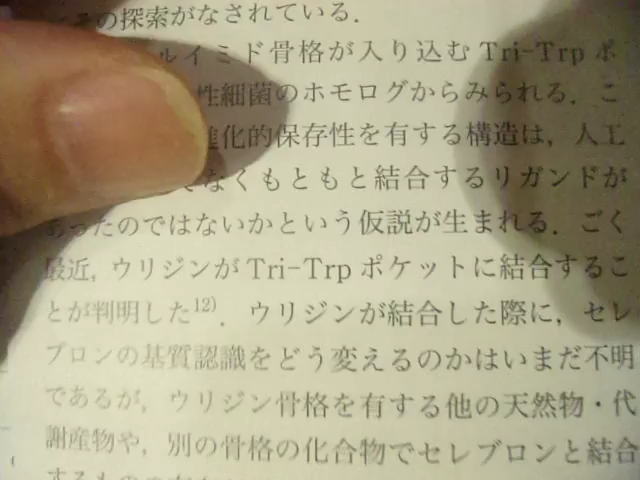 その探索がなされている．
ルイミド骨格が入り込む Tri-Trp ポ
性細菌のホモログからみられる．こ
進化的保存性を有する構造は，人工
でなくもともと結合するリガンドが
あったのではないかという仮説が生まれる．ごく
最近，ウリジンが Tri-Trp ポケットに結合するこ
とが判明した¹²⁾．ウリジンが結合した際に，セレ
ブロンの基質認識をどう変えるのかはいまだ不明
であるが，ウリジン骨格を有する他の天然物・代
謝産物や，別の骨格の化合物でセレブロンと結合
するもの